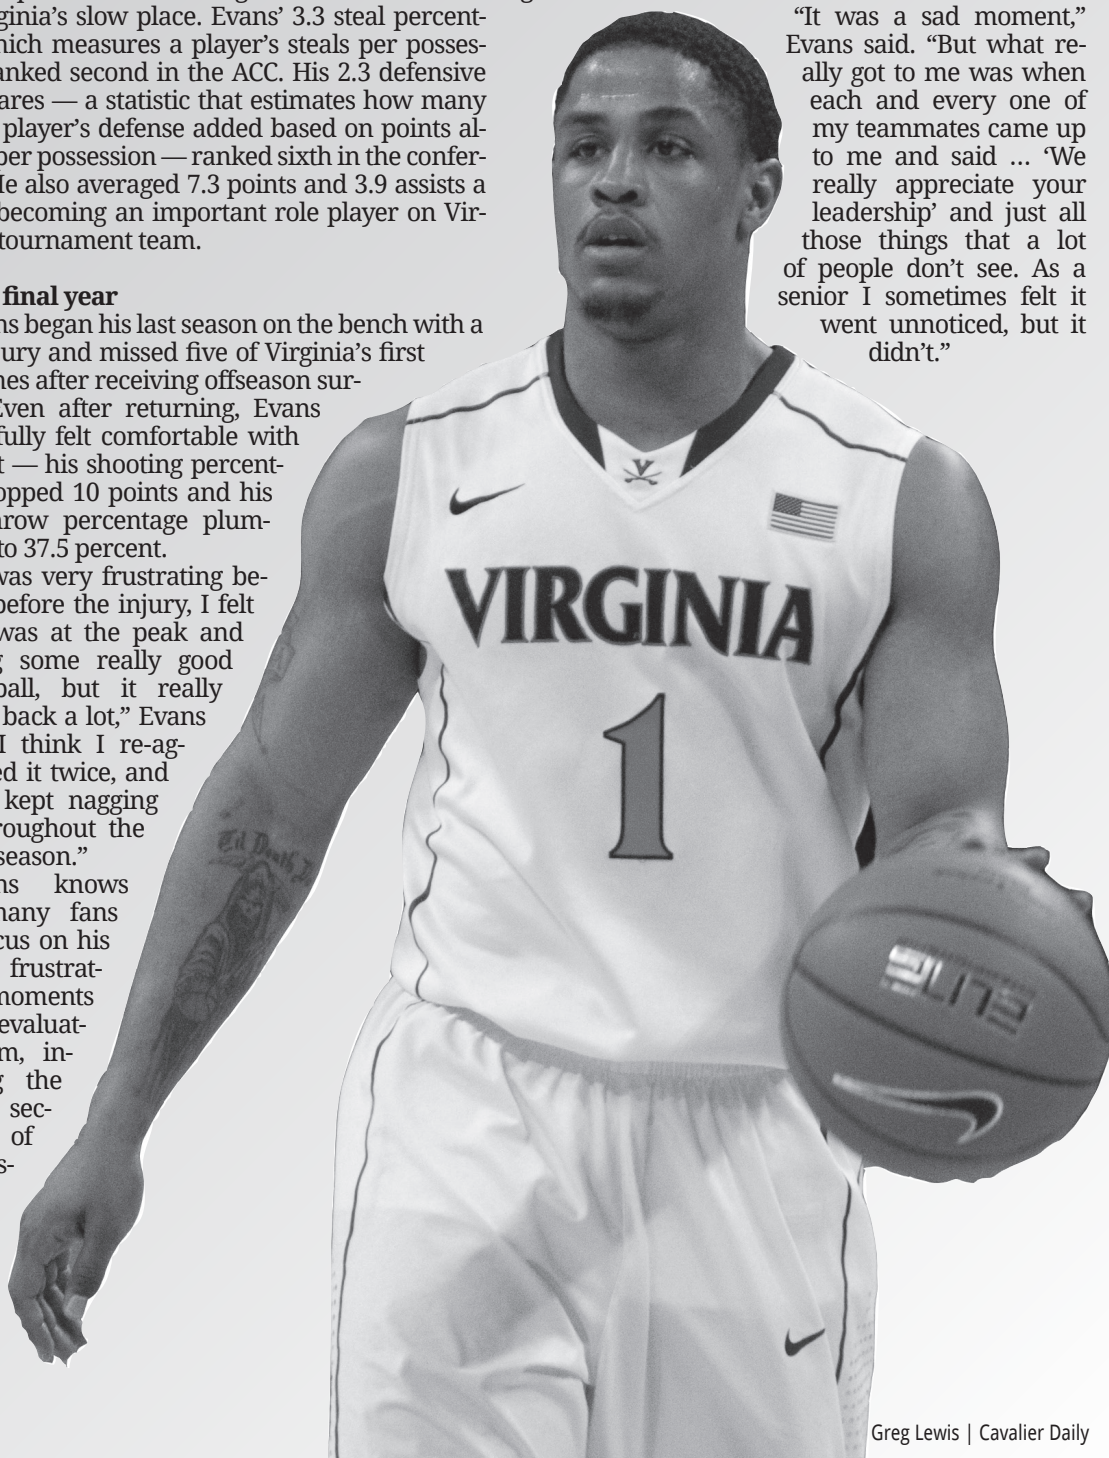 ginia’s slow place. Evans’ 3.3 steal percent-
hich measures a player’s steals per posses-
anked second in the ACC. His 2.3 defensive
ares — a statistic that estimates how many
player’s defense added based on points al-
per possession — ranked sixth in the confer-
He also averaged 7.3 points and 3.9 assists a
becoming an important role player on Vir-
tournament team.
final year
ns began his last season on the bench with a
ury and missed five of Virginia’s first
mes after receiving offseason sur-
Even after returning, Evans
fully felt comfortable with
t — his shooting percent-
opped 10 points and his
hrow percentage plum-
to 37.5 percent.
was very frustrating be-
before the injury, I felt
was at the peak and
g some really good
ball, but it really
back a lot,” Evans
I think I re-ag-
ed it twice, and
kept nagging
roughout the
season.”
ns knows
many fans
cus on his
frustrat-
moments
evaluat-
m, in-
g the
sec-
of
s-
“It was a sad moment,”
Evans said. “But what re-
ally got to me was when
each and every one of
my teammates came up
to me and said ... ‘We
really appreciate your
leadership’ and just all
those things that a lot
of people don’t see. As a
senior I sometimes felt it
went unnoticed, but it
didn’t.”
V
VIRGINIA
1
Til Death
ELITE
Greg Lewis | Cavalier Daily